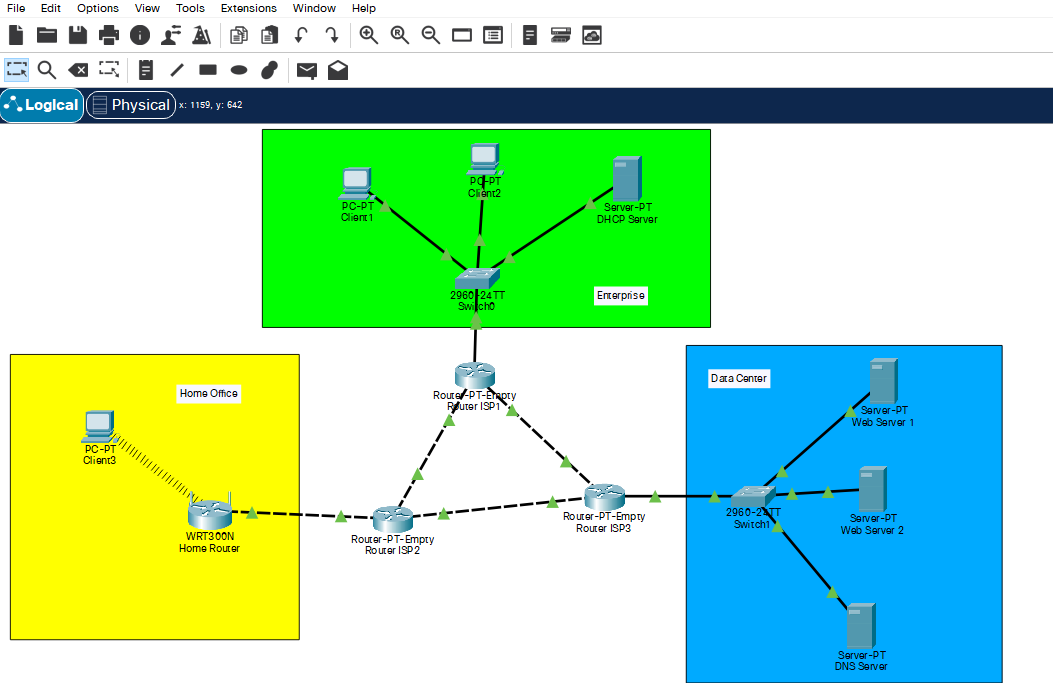 File Edit Options View Tools Extensions Window Help
Logical Physical x: 1159, y: 642
PC-PT
Client1
PC-PT
Client2
Server-PT
DHCP Server
2960-24TT
Switch0
Enterprise
Router-PT-Empty
Router ISP1
Home Office
PC-PT
Client3
WRT300N
Home Router
Router-PT-Empty
Router ISP2
Router-PT-Empty
Router ISP3
Data Center
Server-PT
Web Server 1
2960-24TT
Switch1
Server-PT
Web Server 2
Server-PT
DNS Server